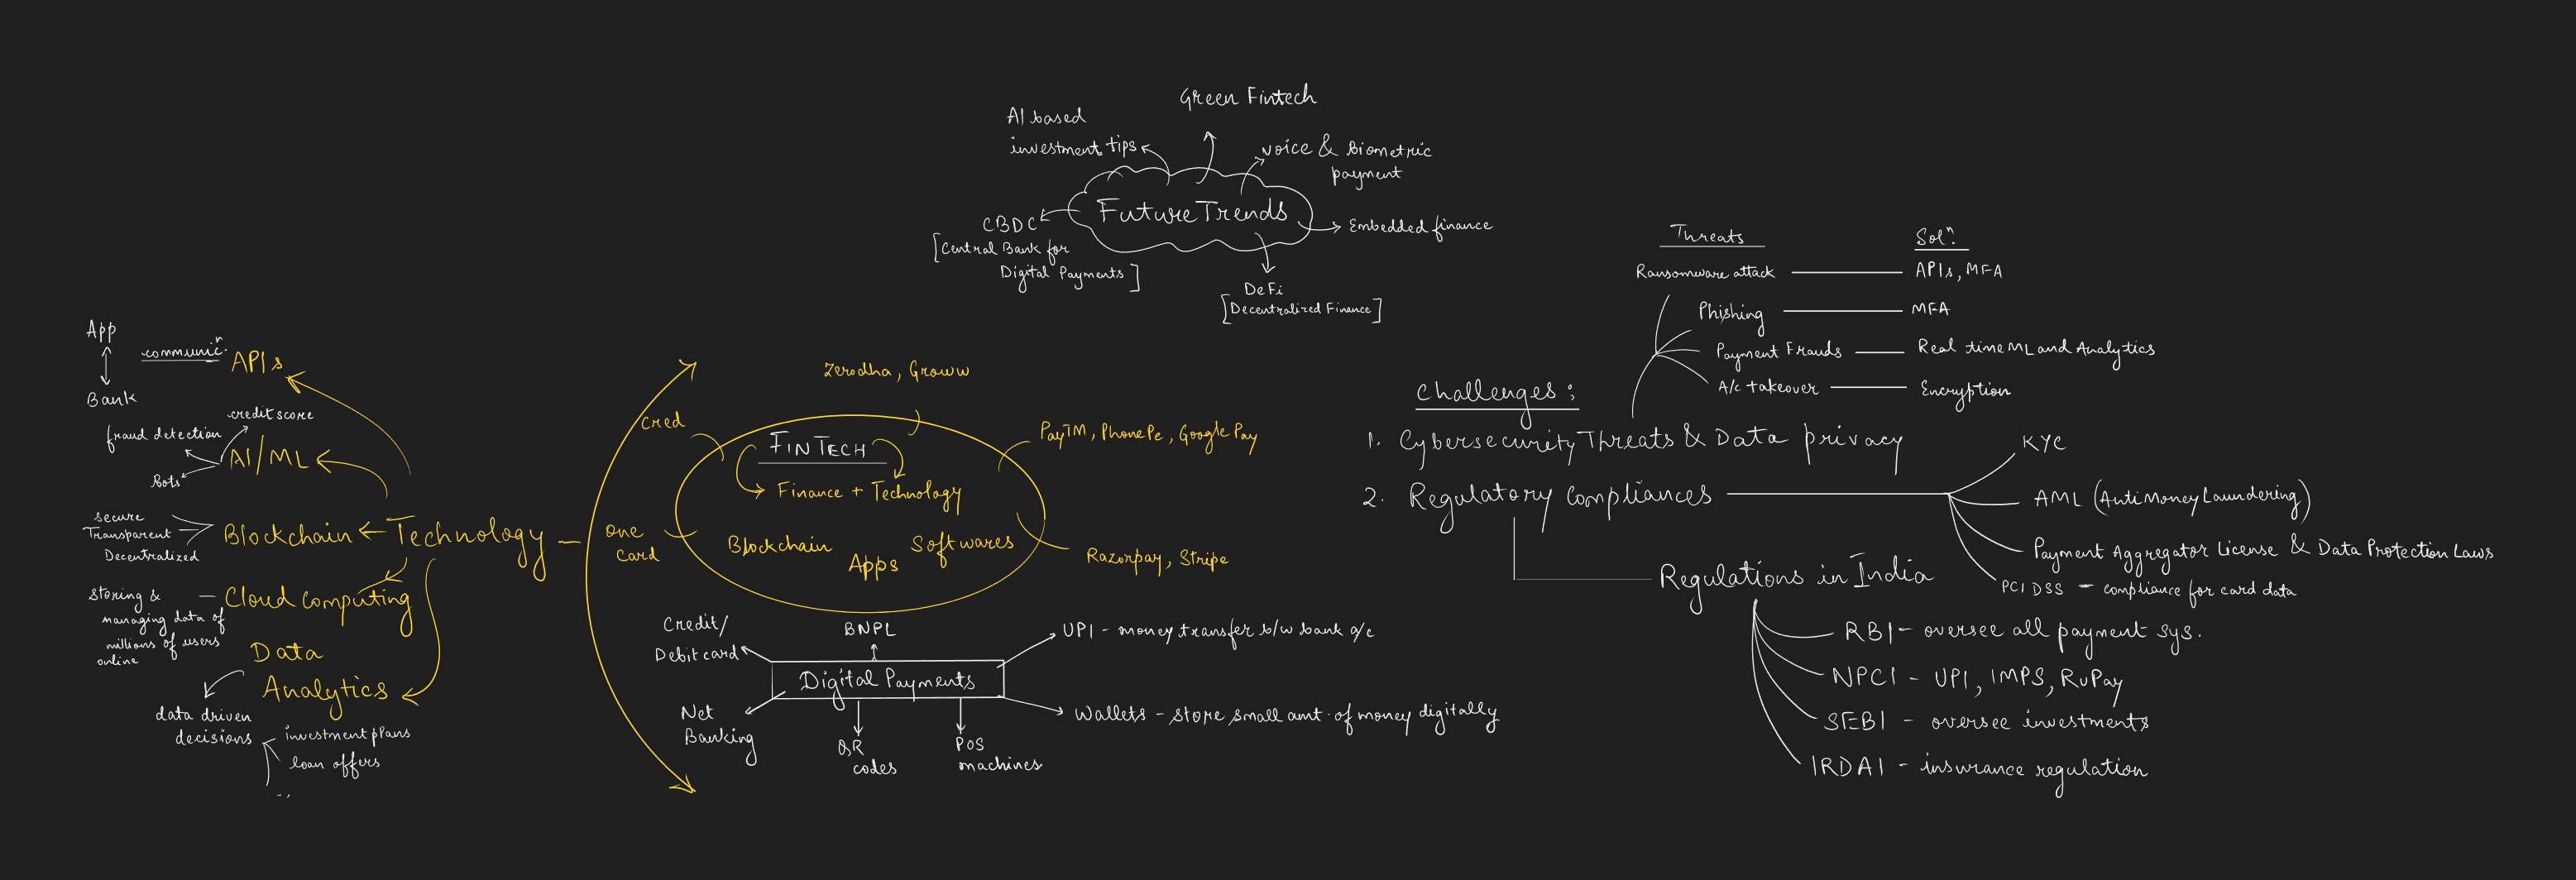 Green Fintech
AI based
investment tips
Voice & Biometric
payment
Future Trends
CBDC
[Central Bank for
Digital Payments]
Embedded finance
DeFi
[Decentralized Finance]
App
Bank
communicⁿ.
APIs
credit score
fraud detection
AI/ML
Bots
secure
Transparent
Decentralized
Blockchain
Technology
storing &
managing data of
millions of users
online
Cloud computing
Data
Analytics
data driven
decisions
investment plans
loan offers
Zerodha, Groww
Cred
PayTM, PhonePe, Google Pay
FINTECH
Finance + Technology
one
card
Blockchain
Apps
Softwares
Razorpay, Stripe
Credit/
Debit card
BNPL
UPI - money transfer b/w bank a/c
Digital Payments
Net
Banking
QR
codes
POS
machines
Wallets - store small amt. of money digitally
Threats
Solⁿ.
Ransomware attack
APIs, MFA
Phishing
MFA
Payment Frauds
Real time ML and Analytics
A/c takeover
Encryption
Challenges:
1. Cybersecurity Threats & Data privacy
2. Regulatory Compliances
KYC
AML (Anti Money Laundering)
Payment Aggregator License & Data Protection Laws
PCI DSS - compliance for card data
Regulations in India
RBI - oversee all payment sys.
NPCI - UPI, IMPS, RuPay
SEBI - oversee investments
IRDAI - insurance regulation